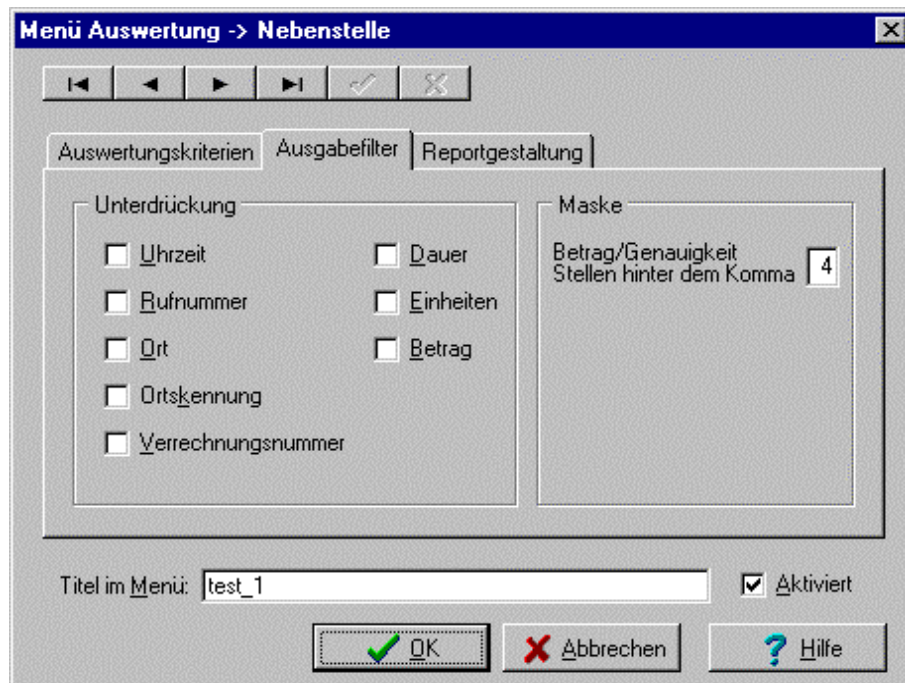 Menü Auswertung -> Nebenstelle
Auswertungskriterien Ausgabefilter Reportgestaltung
Unterdrückung
Uhrzeit
Rufnummer
Ort
Ortskennung
Verrechnungsnummer
Dauer
Einheiten
Betrag
Maske
Betrag/Genauigkeit
Stellen hinter dem Komma 4
Titel im Menü: test_1
Aktiviert
OK Abbrechen Hilfe